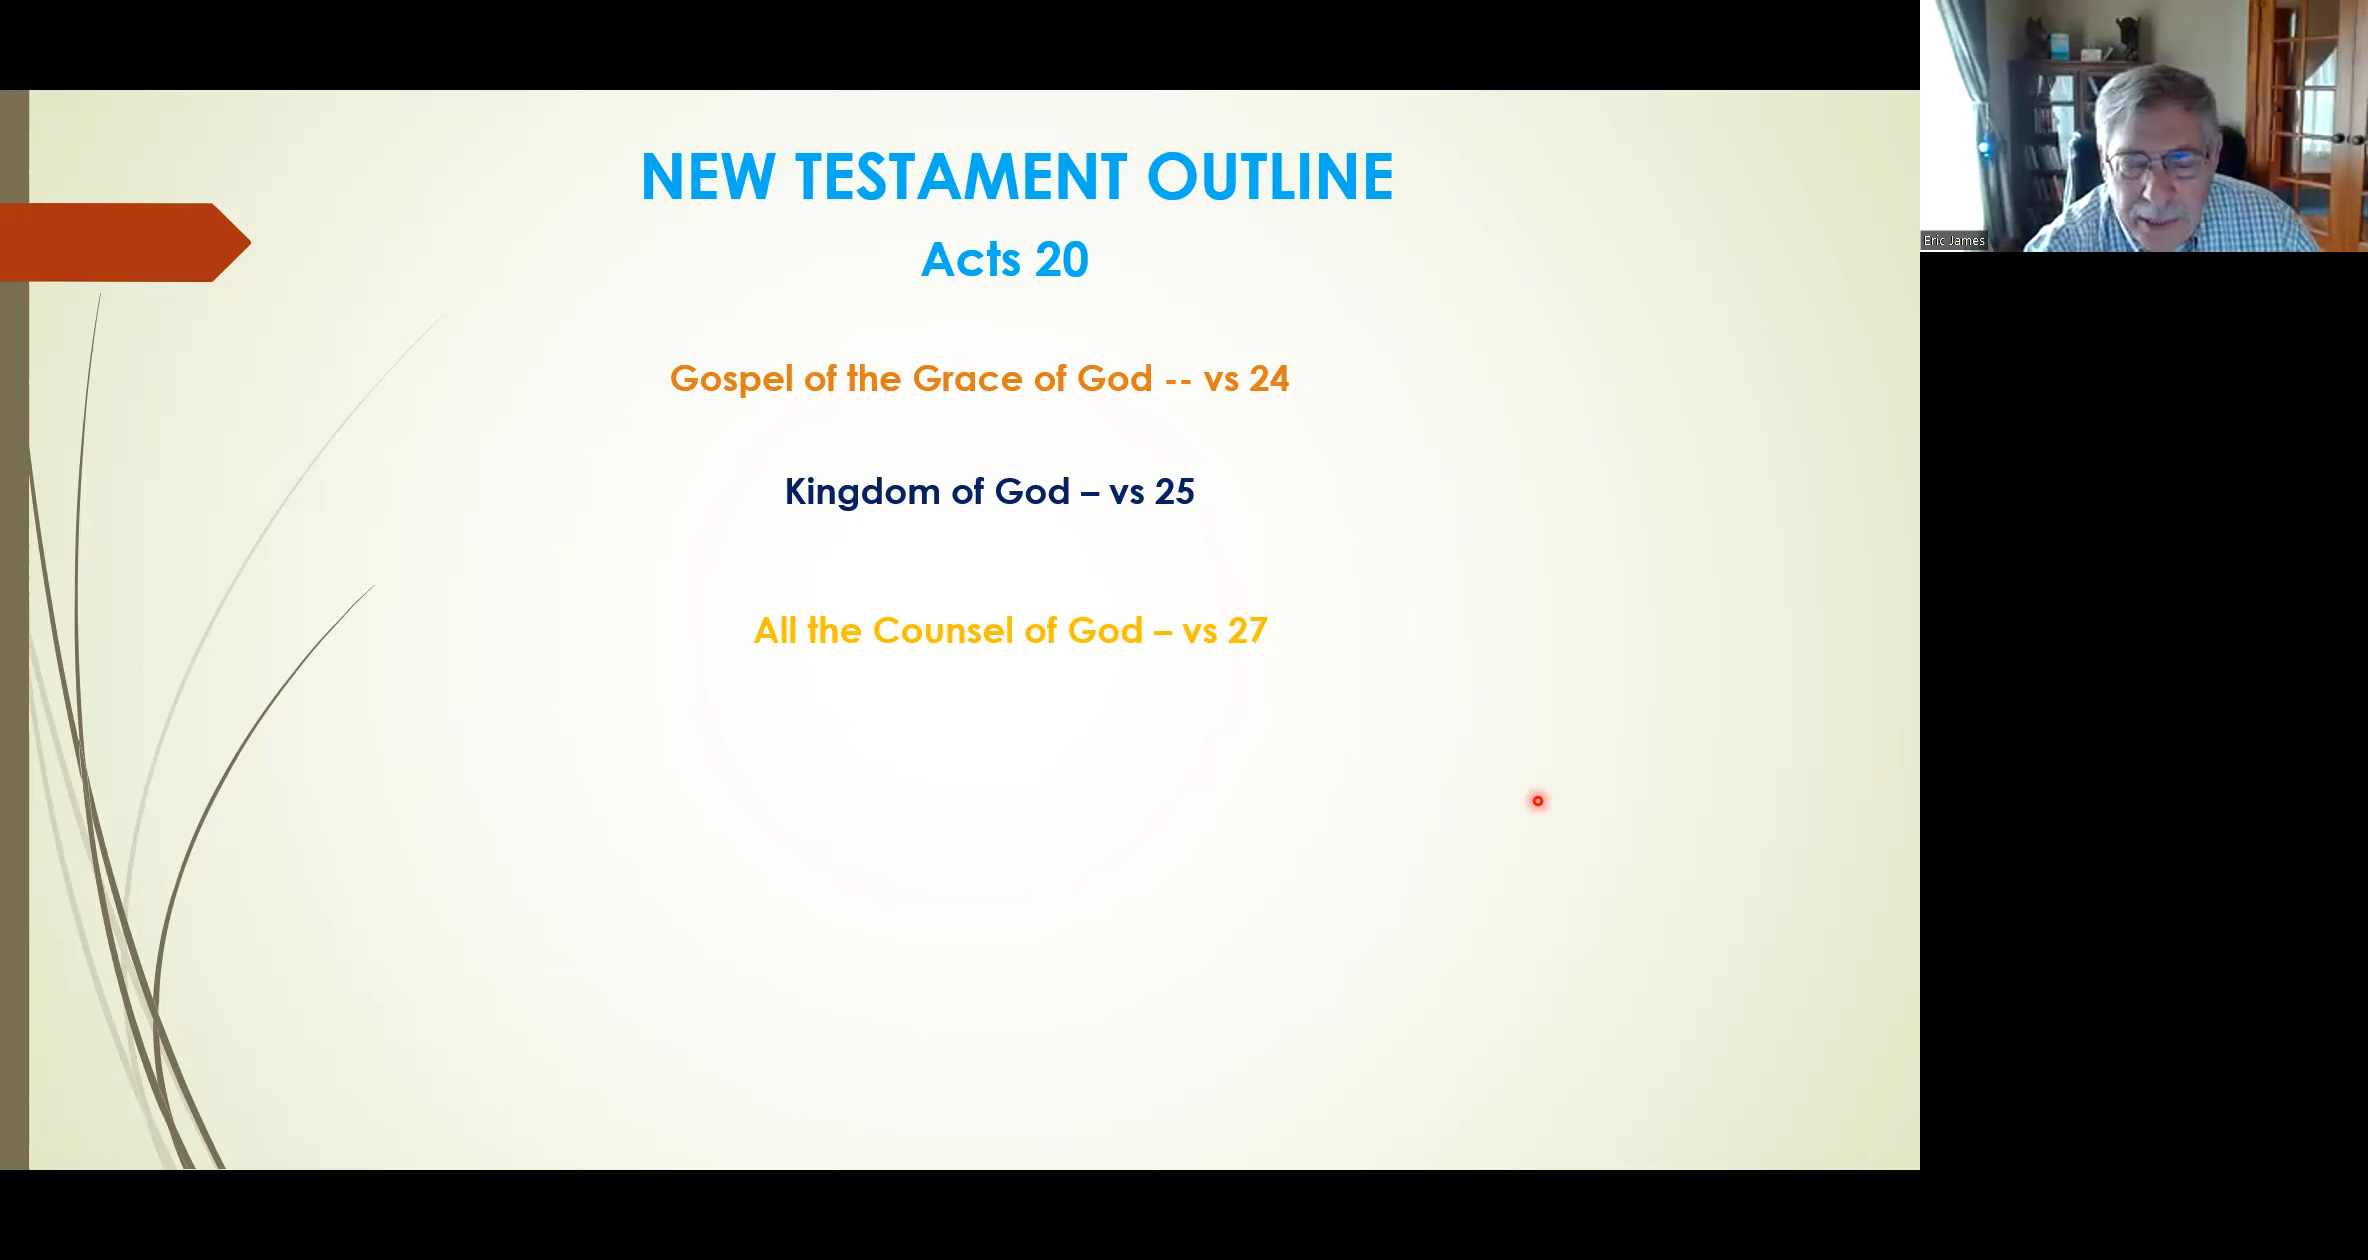 NEW TESTAMENT OUTLINE
Acts 20
Gospel of the Grace of God -- vs 24
Kingdom of God – vs 25
All the Counsel of God – vs 27
Eric James